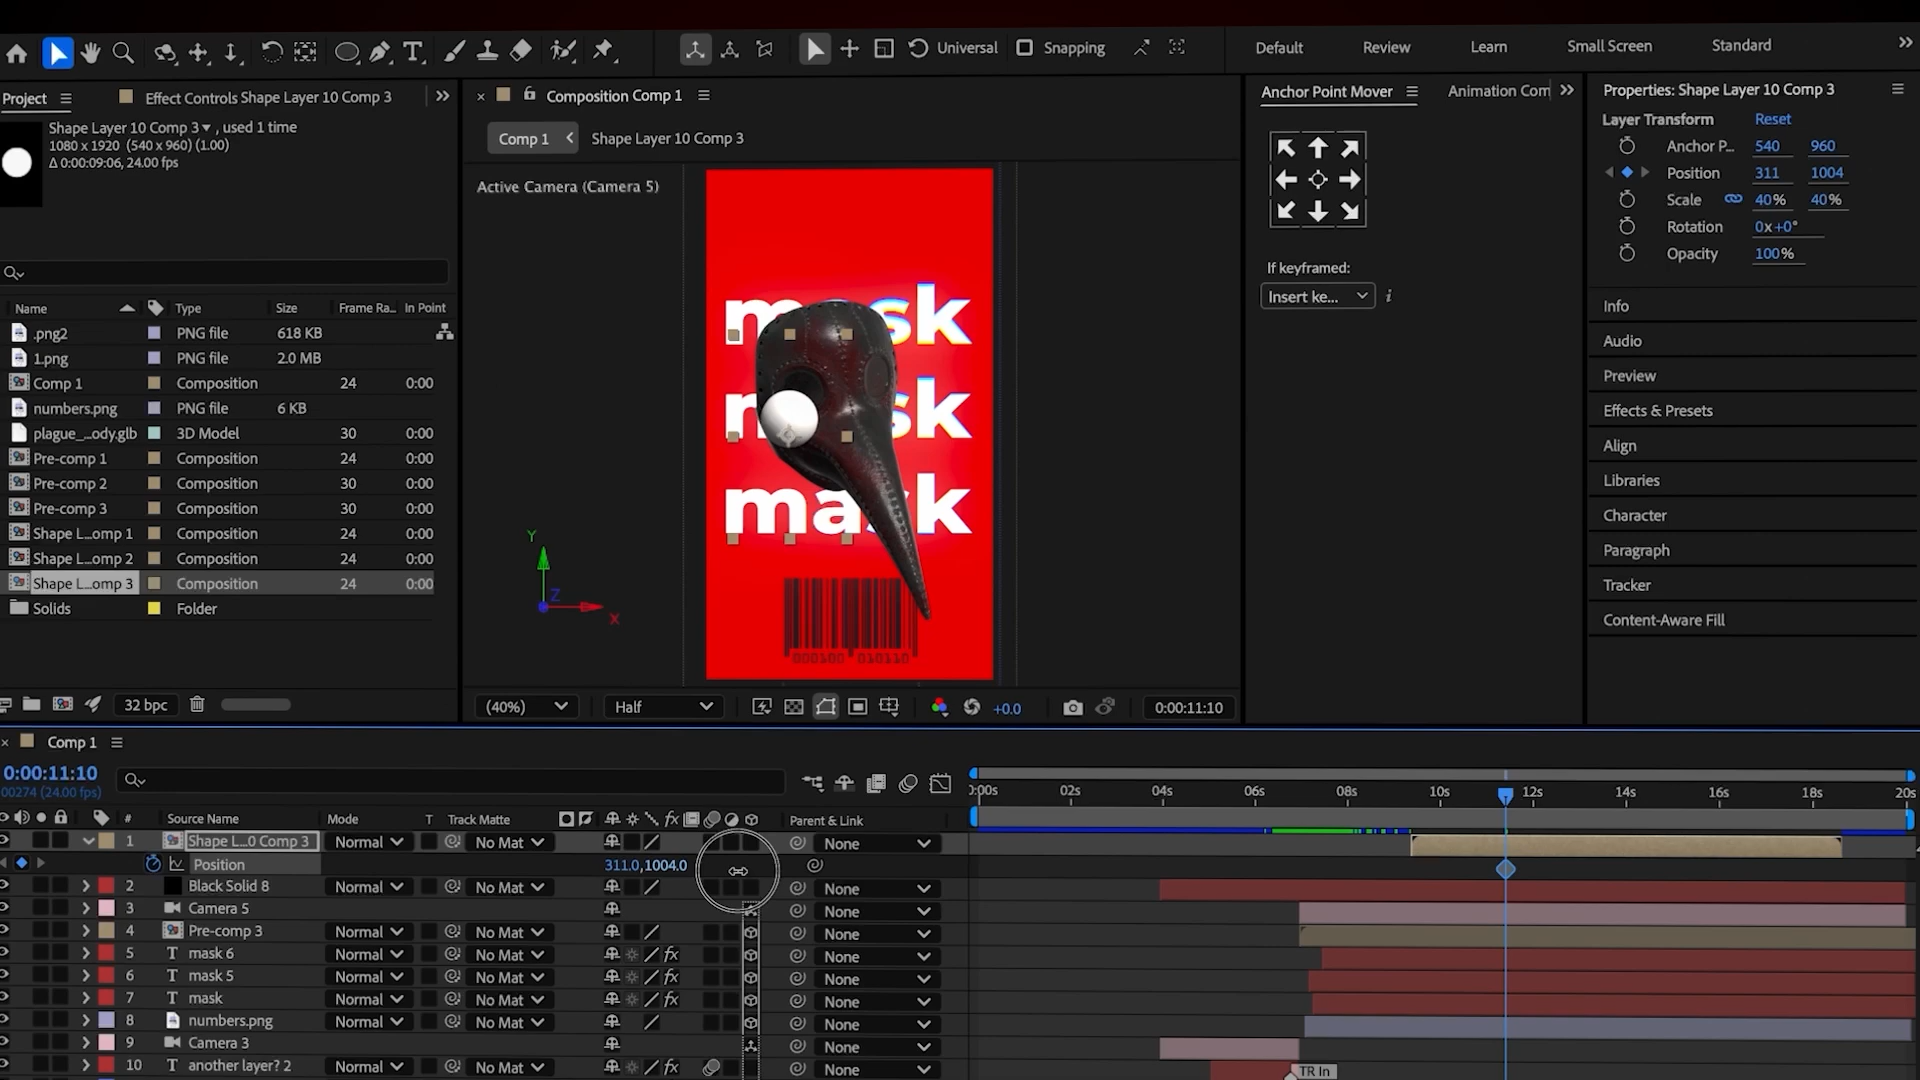 Universal
Snapping
Default
Review
Learn
Small Screen
Standard
Project
Effect Controls Shape Layer 10 Comp 3
Shape Layer 10 Comp 3 , used 1 time
1080 x 1920 (540 x 960) (1.00)
Δ 0:00:09:06, 24.00 fps
Name Type Size Frame Ra... In Point
.png2 PNG file 618 KB
1.png PNG file 2.0 MB
Comp 1 Composition 24 0:00
numbers.png PNG file 6 KB
plague_...ody.glb 3D Model 30 0:00
Pre-comp 1 Composition 24 0:00
Pre-comp 2 Composition 30 0:00
Pre-comp 3 Composition 30 0:00
Shape L...omp 1 Composition 24 0:00
Shape L...omp 2 Composition 24 0:00
Shape L...omp 3 Composition 24 0:00
Solids Folder
32 bpc
Composition Comp 1
Comp 1 Shape Layer 10 Comp 3
Active Camera (Camera 5)
mask
sk
mask
Y
Z
X
000100 010110
(40%) Half +0.0 0:00:11:10
Anchor Point Mover
Animation Com
If keyframed:
Insert ke... i
Properties: Shape Layer 10 Comp 3
Layer Transform Reset
Anchor P... 540 960
Position 311 1004
Scale 40% 40%
Rotation 0x+0°
Opacity 100%
Info
Audio
Preview
Effects & Presets
Align
Libraries
Character
Paragraph
Tracker
Content-Aware Fill
Comp 1
0:00:11:10
00274 (24.00 fps)
:00s 02s 04s 06s 08s 10s 12s 14s 16s 18s 20s
# Source Name Mode T Track Matte fx Parent & Link
1 Shape L...0 Comp 3 Normal No Mat None
Position 311.0,1004.0
2 Black Solid 8 Normal No Mat None
3 Camera 5 None
4 Pre-comp 3 Normal No Mat None
5 T mask 6 Normal No Mat fx None
6 T mask 5 Normal No Mat fx None
7 T mask Normal No Mat fx None
8 numbers.png Normal No Mat None
9 Camera 3 None
10 T another layer? 2 Normal No Mat fx None
TR In